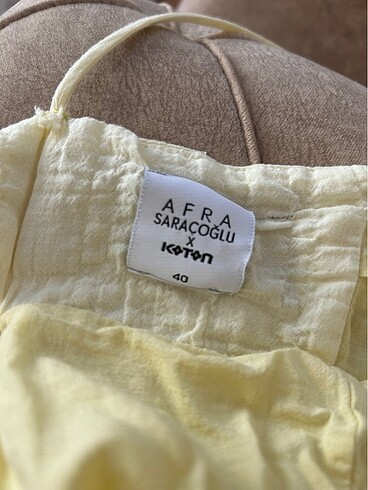 AFRA
SARAÇOĞLU
X
KOTON
40